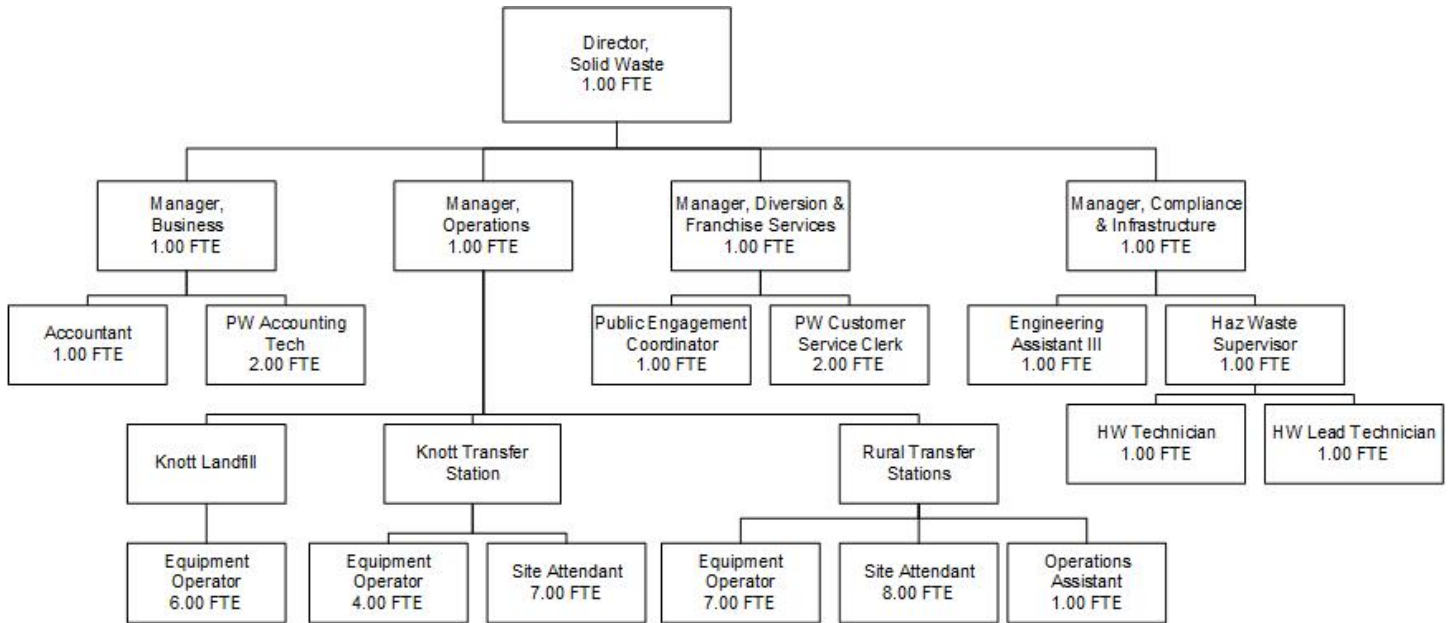 Director,
Solid Waste
1.00 FTE
Manager,
Business
1.00 FTE
Manager,
Operations
1.00 FTE
Manager, Diversion &
Franchise Services
1.00 FTE
Manager, Compliance
& Infrastructure
1.00 FTE
Accountant
1.00 FTE
PW Accounting
Tech
2.00 FTE
Public Engagement
Coordinator
1.00 FTE
PW Customer
Service Clerk
2.00 FTE
Engineering
Assistant III
1.00 FTE
Haz Waste
Supervisor
1.00 FTE
HW Technician
1.00 FTE
HW Lead Technician
1.00 FTE
Knott Landfill
Knott Transfer
Station
Rural Transfer
Stations
Equipment
Operator
6.00 FTE
Equipment
Operator
4.00 FTE
Site Attendant
7.00 FTE
Equipment
Operator
7.00 FTE
Site Attendant
8.00 FTE
Operations
Assistant
1.00 FTE